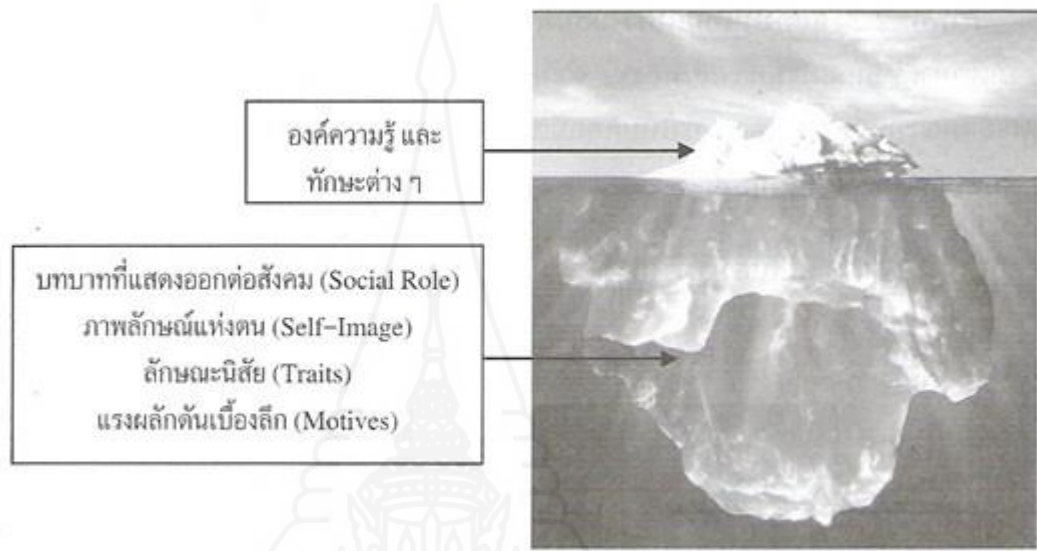 องค์ความรู้ และ
ทักษะต่าง ๆ
บทบาทที่แสดงออกต่อสังคม (Social Role)
ภาพลักษณ์แห่งตน (Self-Image)
ลักษณะนิสัย (Traits)
แรงผลักดันเบื้องลึก (Motives)